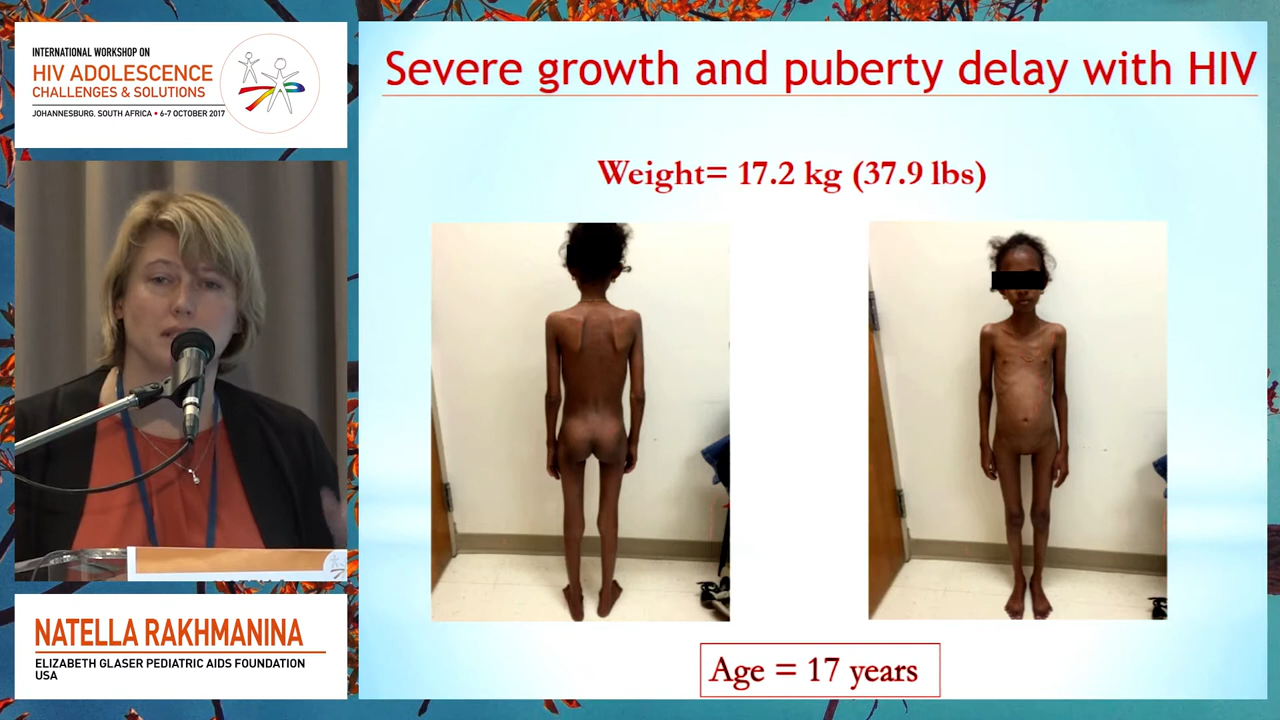 INTERNATIONAL WORKSHOP ON
HIV ADOLESCENCE
CHALLENGES & SOLUTIONS
JOHANNESBURG, SOUTH AFRICA • 6-7 OCTOBER 2017
Severe growth and puberty delay with HIV
Weight= 17.2 kg (37.9 lbs)
Age = 17 years
NATELLA RAKHMANINA
ELIZABETH GLASER PEDIATRIC AIDS FOUNDATION
USA